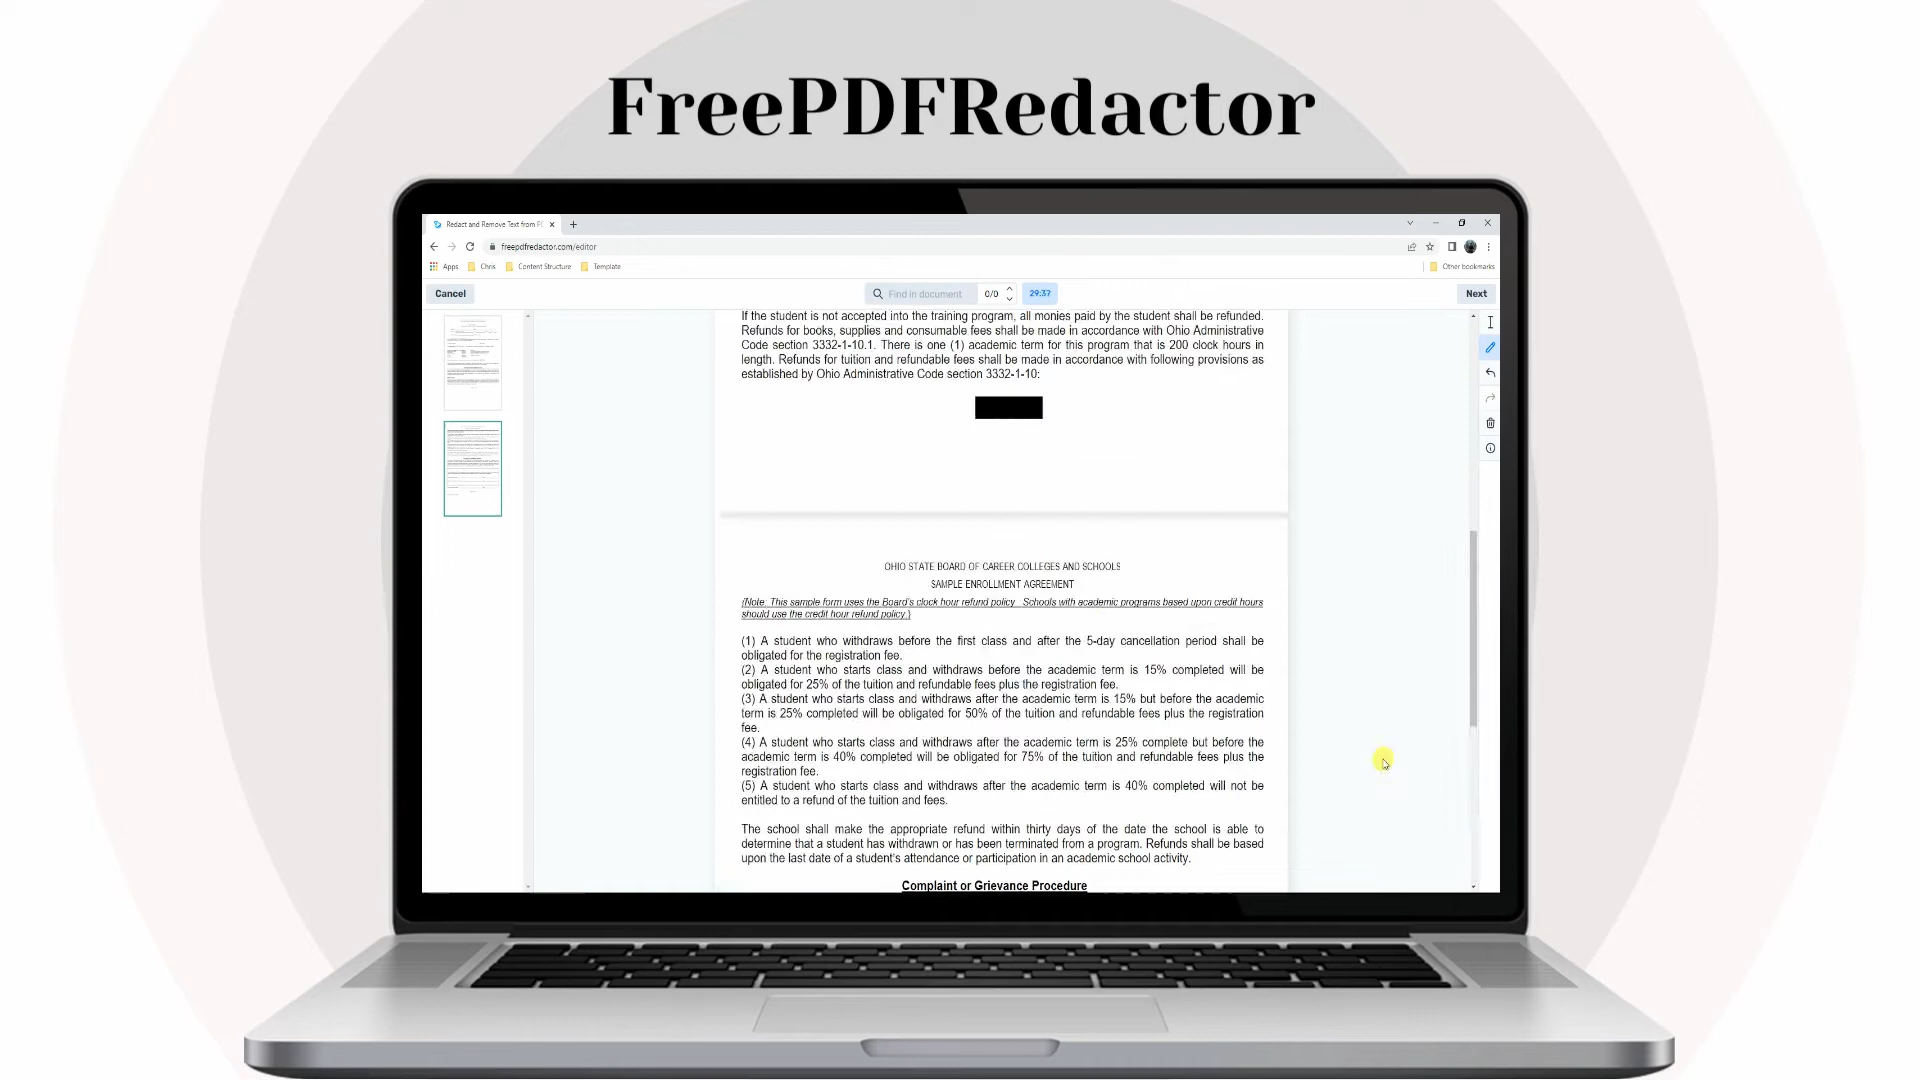 FreePDFRedactor
Redact and Remove Text from P
freepdfredactor.com/editor
Apps
Chris
Content Structure
Template
Other bookmarks
Cancel
Find in document
0/0
29:37
Next
If the student is not accepted into the training program, all monies paid by the student shall be refunded.
Refunds for books, supplies and consumable fees shall be made in accordance with Ohio Administrative
Code section 3332-1-10.1. There is one (1) academic term for this program that is 200 clock hours in
length. Refunds for tuition and refundable fees shall be made in accordance with following provisions as
established by Ohio Administrative Code section 3332-1-10:
OHIO STATE BOARD OF CAREER COLLEGES AND SCHOOLS
SAMPLE ENROLLMENT AGREEMENT
{Note: This sample form uses the Board's clock hour refund policy. Schools with academic programs based upon credit hours
should use the credit hour refund policy.}
(1) A student who withdraws before the first class and after the 5-day cancellation period shall be
obligated for the registration fee.
(2) A student who starts class and withdraws before the academic term is 15% completed will be
obligated for 25% of the tuition and refundable fees plus the registration fee.
(3) A student who starts class and withdraws after the academic term is 15% but before the academic
term is 25% completed will be obligated for 50% of the tuition and refundable fees plus the registration
fee.
(4) A student who starts class and withdraws after the academic term is 25% complete but before the
academic term is 40% completed will be obligated for 75% of the tuition and refundable fees plus the
registration fee.
(5) A student who starts class and withdraws after the academic term is 40% completed will not be
entitled to a refund of the tuition and fees.
The school shall make the appropriate refund within thirty days of the date the school is able to
determine that a student has withdrawn or has been terminated from a program. Refunds shall be based
upon the last date of a student's attendance or participation in an academic school activity.
Complaint or Grievance Procedure